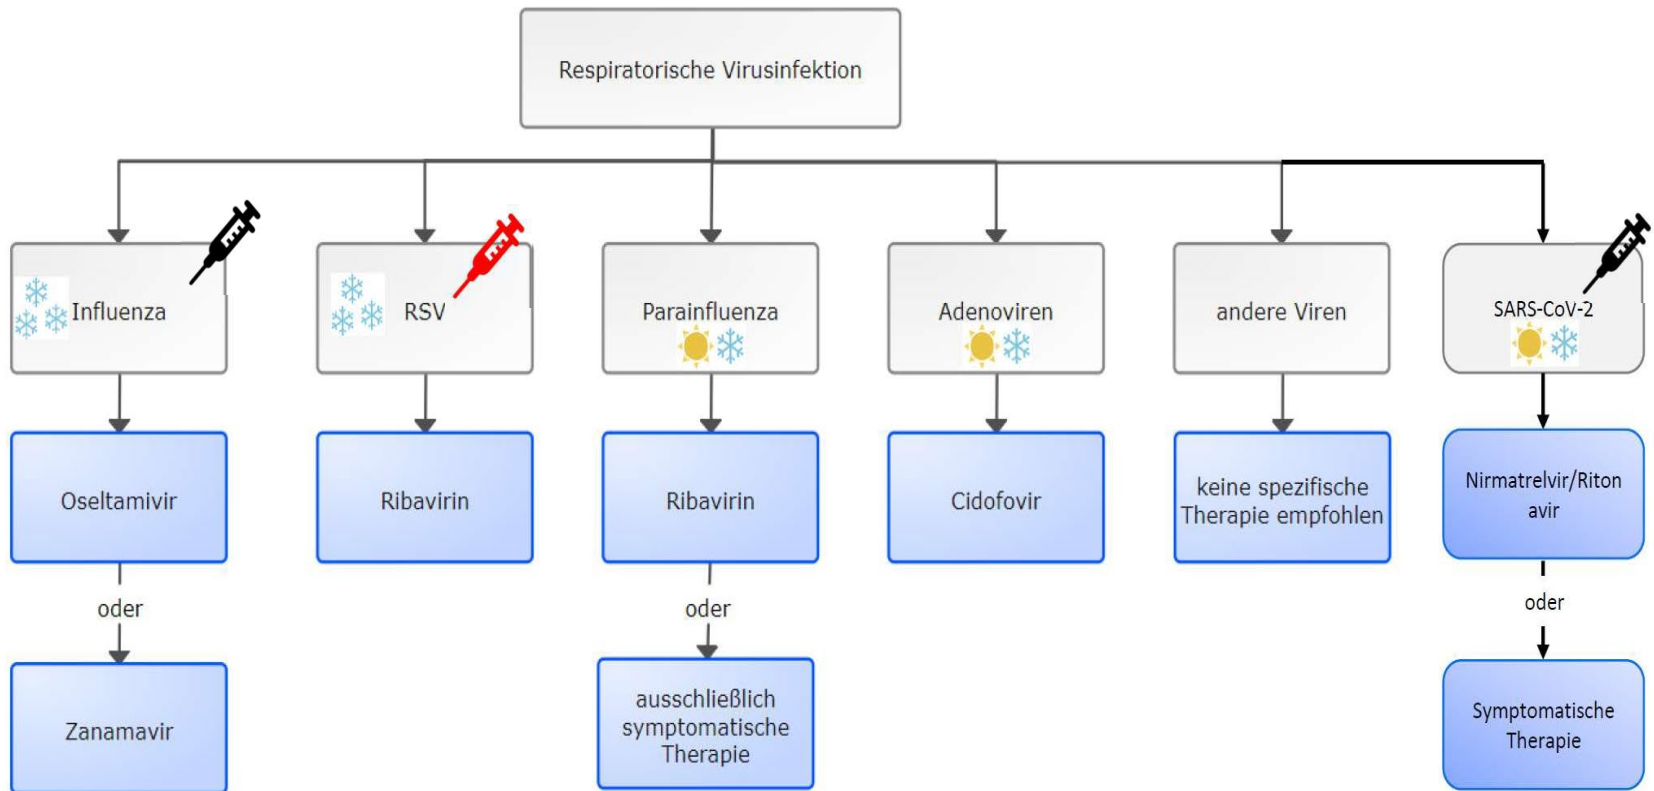 Respiratorische Virusinfektion
Influenza
RSV
Parainfluenza
Adenoviren
andere Viren
SARS-CoV-2
Oseltamivir
Ribavirin
Ribavirin
Cidofovir
keine spezifische
Therapie empfohlen
Nirmatrelvir/Riton
avir
oder
oder
oder
Zanamavir
ausschließlich
symptomatische
Therapie
Symptomatische
Therapie